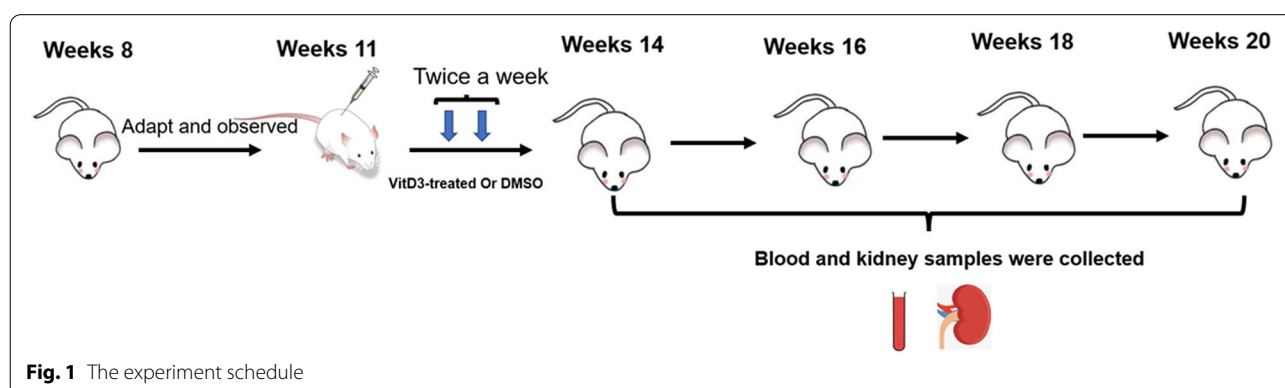 Weeks 8
Weeks 11
Weeks 14
Weeks 16
Weeks 18
Weeks 20
Twice a week
Adapt and observed
VitD3-treated Or DMSO
Blood and kidney samples were collected
Fig. 1 The experiment schedule